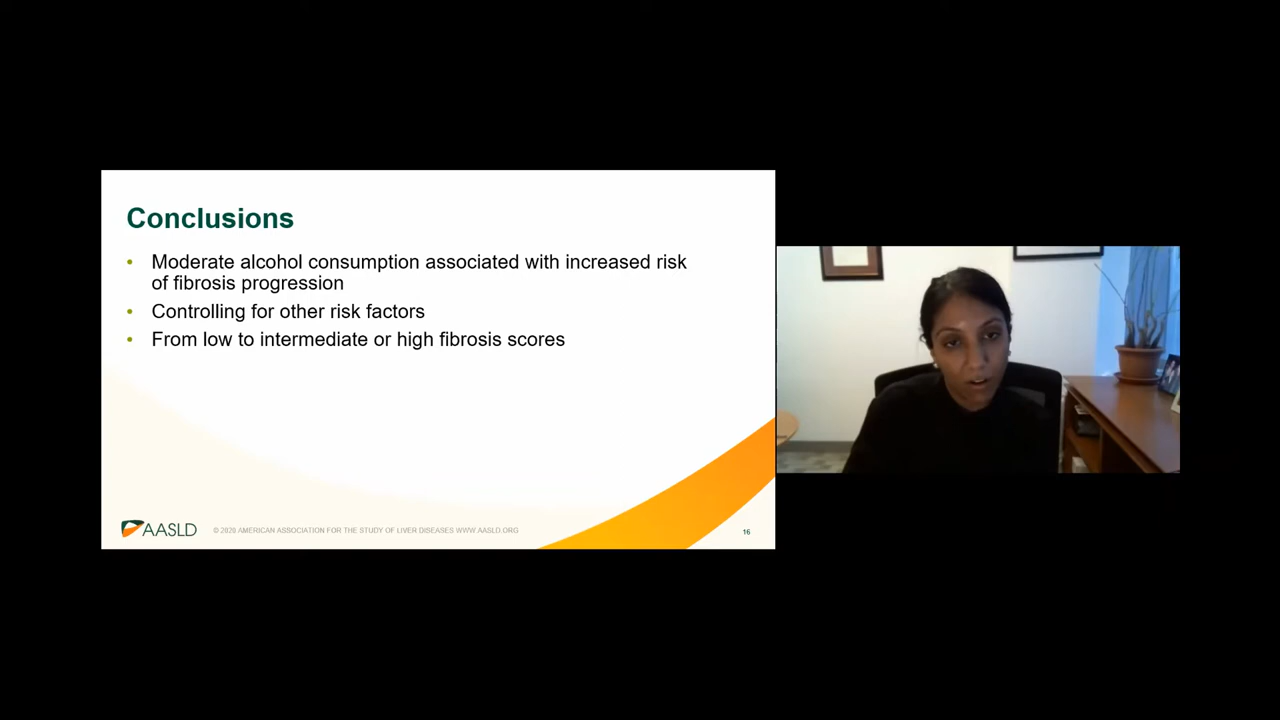 Conclusions
• Moderate alcohol consumption associated with increased risk
of fibrosis progression
• Controlling for other risk factors
• From low to intermediate or high fibrosis scores
AASLD
© 2020 AMERICAN ASSOCIATION FOR THE STUDY OF LIVER DISEASES WWW.AASLD.ORG
16